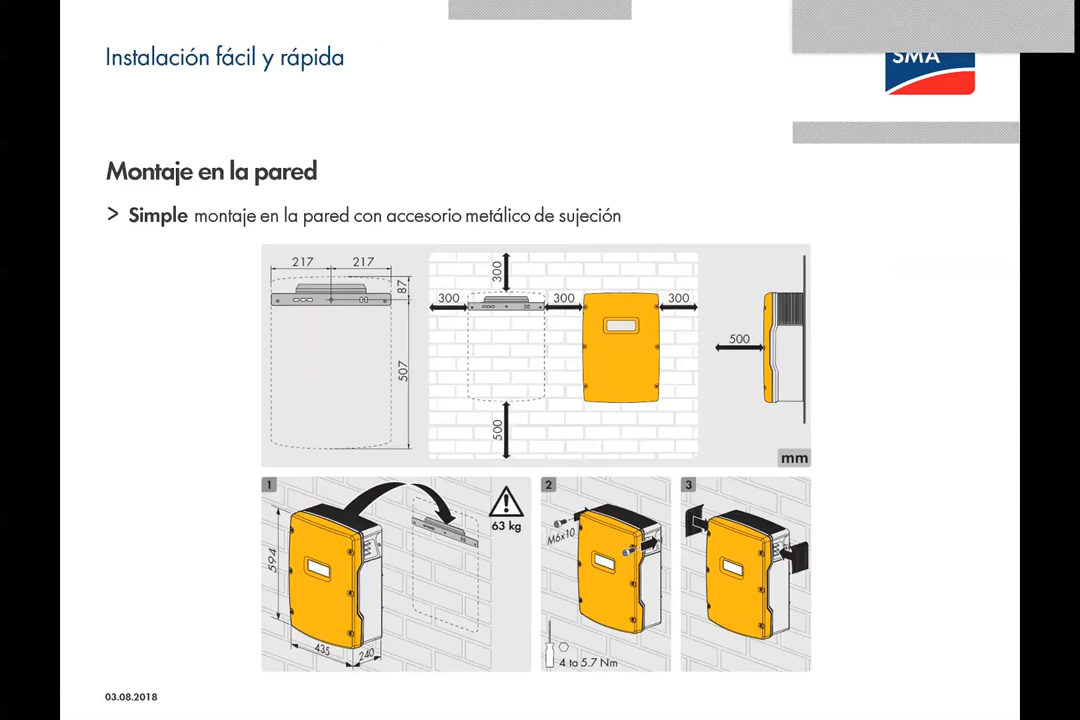 Instalación fácil y rápida
SMA
Montaje en la pared
> Simple montaje en la pared con accesorio metálico de sujeción
217 217
87
507
300
300 300 300
500
500
mm
1
594
435 240
63 kg
2
M6x10
4 to 5.7 Nm
3
03.08.2018